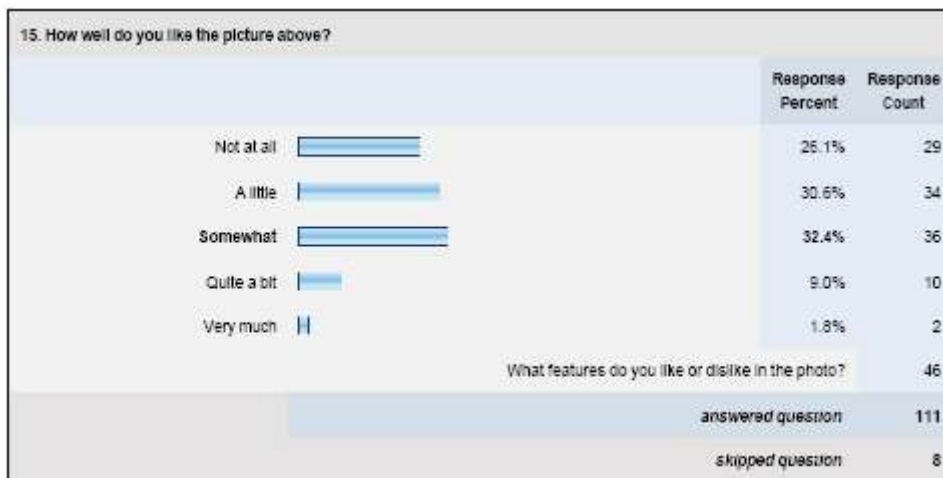 15. How well do you like the picture above?
Response Percent Response Count
Not at all 26.1% 29
A little 30.6% 34
Somewhat 32.4% 36
Quite a bit 9.0% 10
Very much 1.8% 2
What features do you like or dislike in the photo? 46
answered question 111
skipped question 8